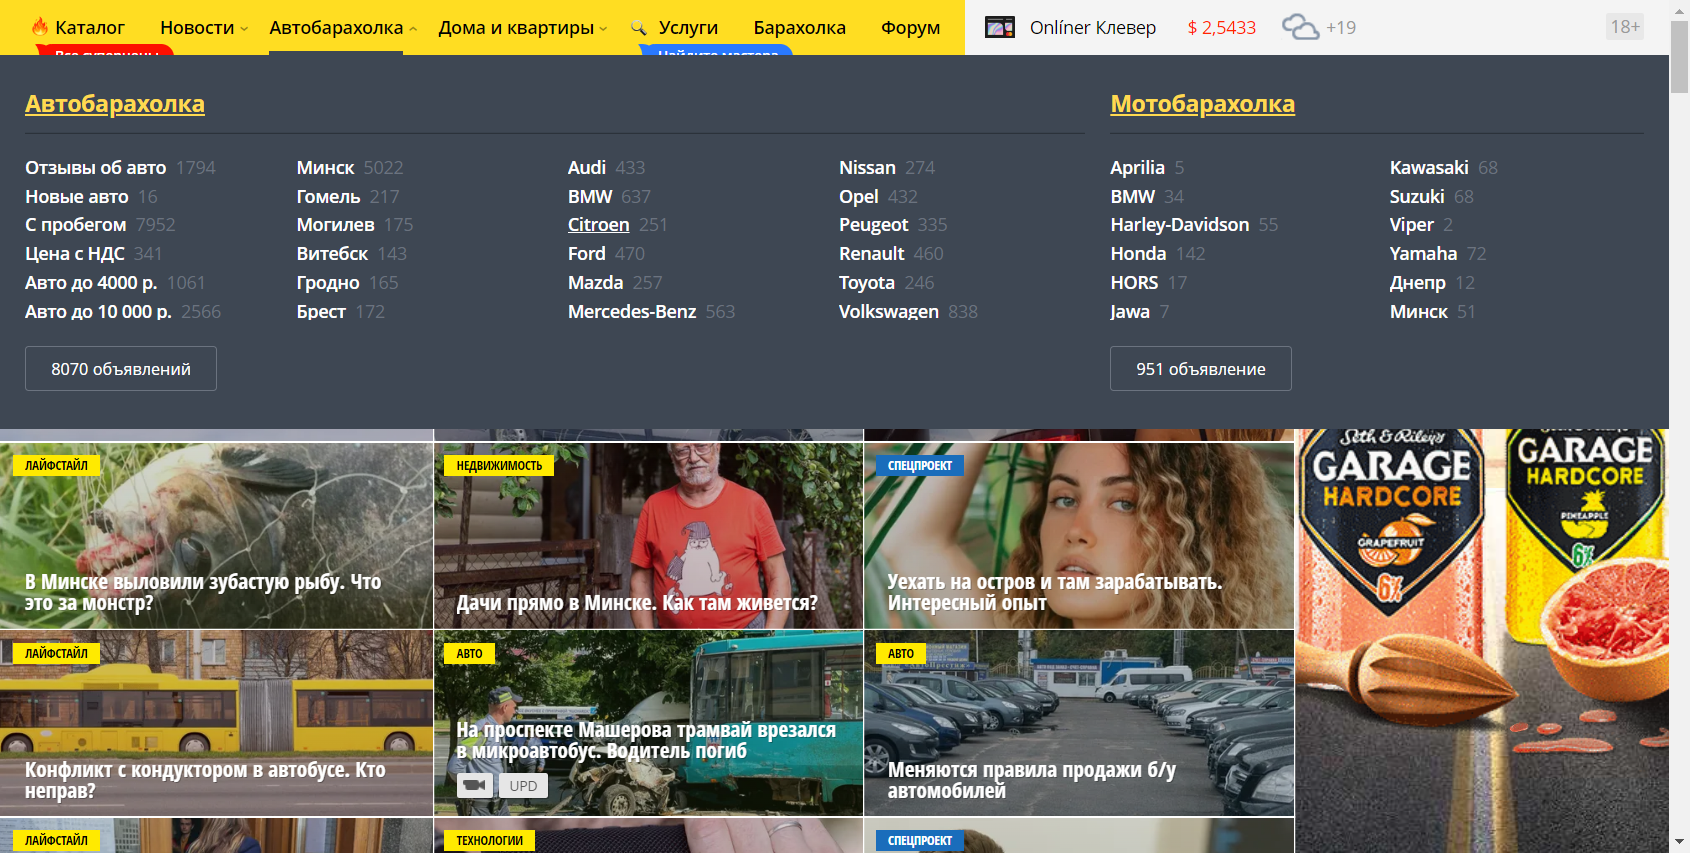 Каталог Новости Автобарахолка Дома и квартиры Услуги Барахолка Форум Onlíner Клевер $ 2,5433 +19 18+
Автобарахолка
Отзывы об авто 1794
Новые авто 16
С пробегом 7952
Цена с НДС 341
Авто до 4000 р. 1061
Авто до 10 000 р. 2566
Минск 5022
Гомель 217
Могилев 175
Витебск 143
Гродно 165
Брест 172
Audi 433
BMW 637
Citroen 251
Ford 470
Mazda 257
Mercedes-Benz 563
Nissan 274
Opel 432
Peugeot 335
Renault 460
Toyota 246
Volkswagen 838
8070 объявлений
Мотобарахолка
Aprilia 5
BMW 34
Harley-Davidson 55
Honda 142
HORS 17
Jawa 7
Kawasaki 68
Suzuki 68
Viper 2
Yamaha 72
Днепр 12
Минск 51
951 объявление
ЛАЙФСТАЙЛ
В Минске выловили зубастую рыбу. Что
это за монстр?
НЕДВИЖИМОСТЬ
Дачи прямо в Минске. Как там живется?
СПЕЦПРОЕКТ
Уехать на остров и там зарабатывать.
Интересный опыт
ЛАЙФСТАЙЛ
Конфликт с кондуктором в автобусе. Кто
неправ?
АВТО
На проспекте Машерова трамвай врезался
в микроавтобус. Водитель погиб
UPD
АВТО
Меняются правила продажи б/у
автомобилей
ЛАЙФСТАЙЛ
ТЕХНОЛОГИИ
СПЕЦПРОЕКТ
Seth & Riley's
GARAGE
HARDCORE
GRAPEFRUIT
6%
GARAGE
HARDCORE
PINEAPPLE
6%